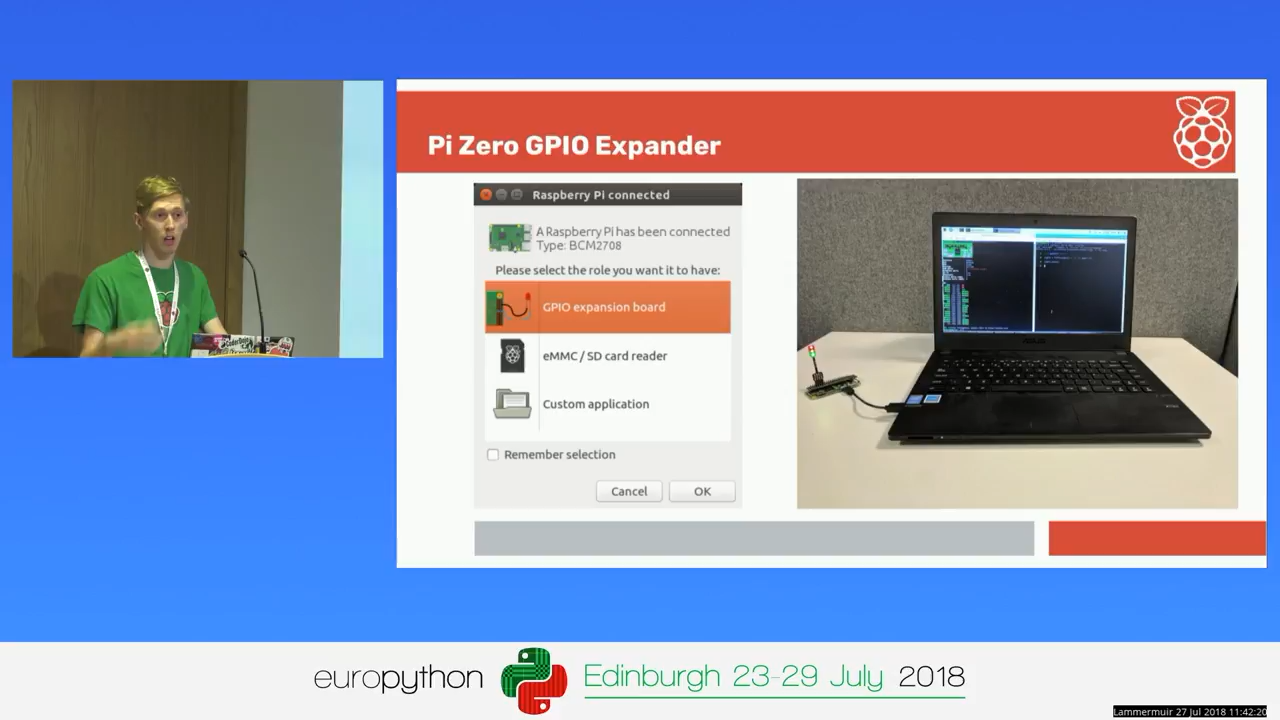 Pi Zero GPIO Expander
Raspberry Pi connected
A Raspberry Pi has been connected
Type: BCM2708
Please select the role you want it to have:
GPIO expansion board
eMMC / SD card reader
Custom application
Remember selection
Cancel
OK
europython
Edinburgh 23-29 July 2018
Lammermuir 27 Jul 2018 11:42:20